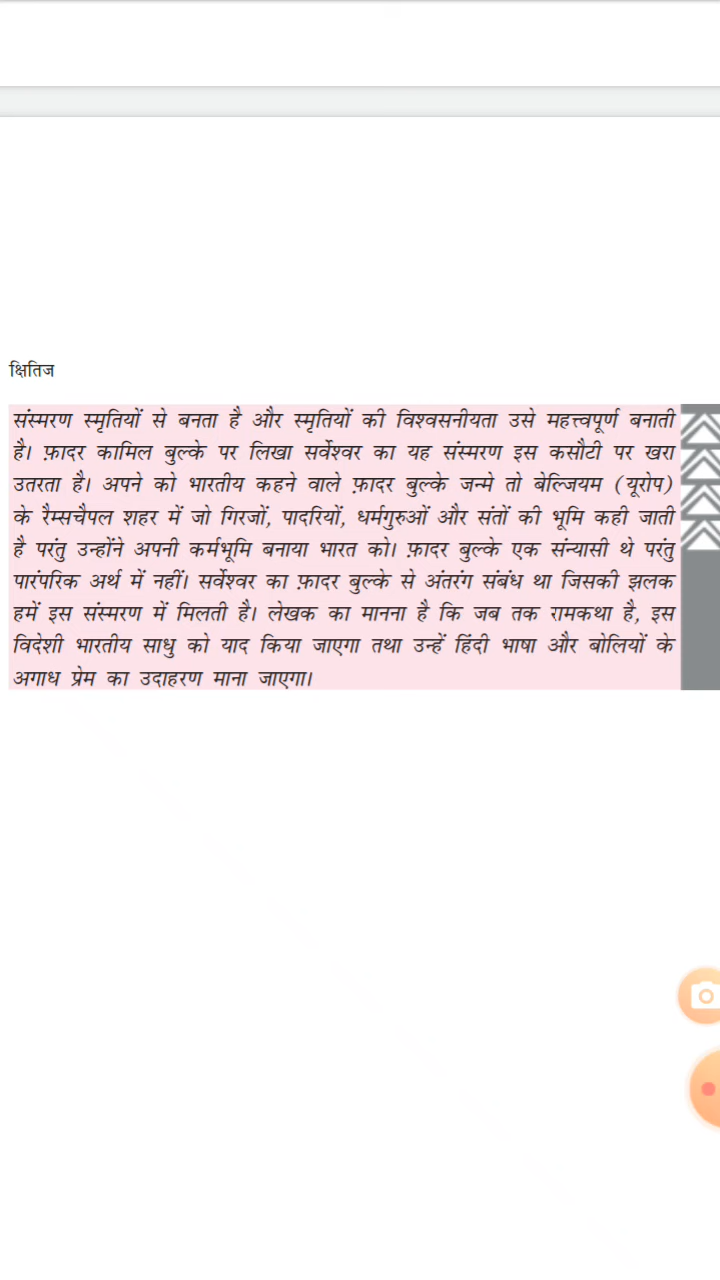 क्षितिज
संस्मरण स्मृतियों से बनता है और स्मृतियों की विश्वसनीयता उसे महत्त्वपूर्ण बनाती
है। फ़ादर कामिल बुल्के पर लिखा सर्वेश्वर का यह संस्मरण इस कसौटी पर खरा
उतरता है। अपने को भारतीय कहने वाले फ़ादर बुल्के जन्मे तो बेल्जियम (यूरोप)
के रैम्सचैपल शहर में जो गिरजों, पादरियों, धर्मगुरुओं और संतों की भूमि कही जाती
है परंतु उन्होंने अपनी कर्मभूमि बनाया भारत को। फ़ादर बुल्के एक संन्यासी थे परंतु
पारंपरिक अर्थ में नहीं। सर्वेश्वर का फ़ादर बुल्के से अंतरंग संबंध था जिसकी झलक
हमें इस संस्मरण में मिलती है। लेखक का मानना है कि जब तक रामकथा है, इस
विदेशी भारतीय साधु को याद किया जाएगा तथा उन्हें हिंदी भाषा और बोलियों के
अगाध प्रेम का उदाहरण माना जाएगा।